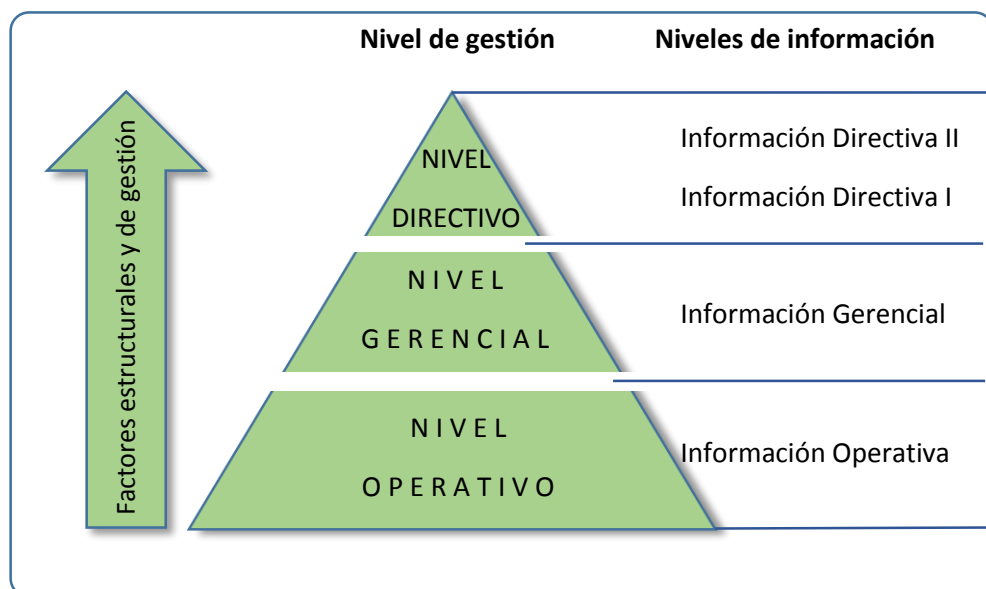 Nivel de gestión
Niveles de información
Factores estructurales y de gestión
NIVEL
DIRECTIVO
Información Directiva II
Información Directiva I
N I V E L
G E R E N C I A L
Información Gerencial
N I V E L
O P E R A T I V O
Información Operativa